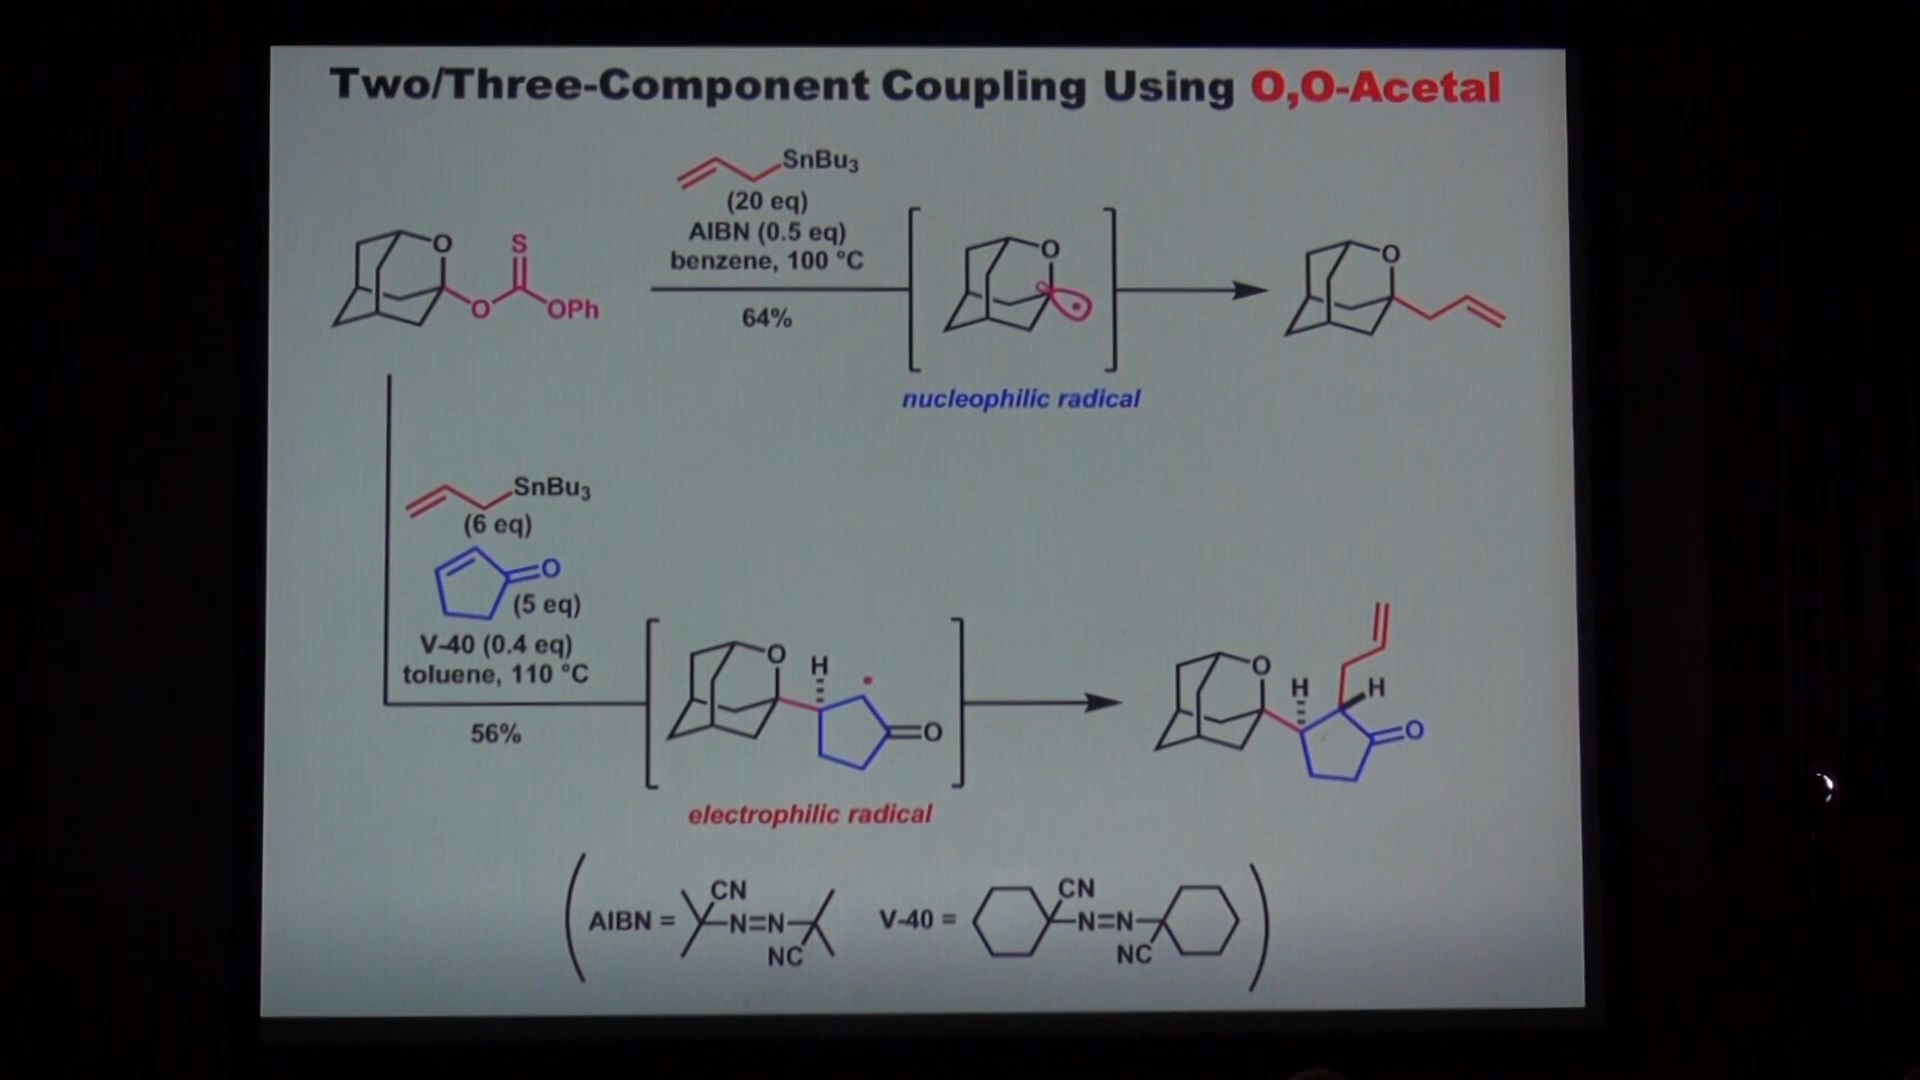 Two/Three-Component Coupling Using O,O-Acetal
SnBu3
(20 eq)
AIBN (0.5 eq)
benzene, 100 °C
64%
O
S
O
OPh
O
nucleophilic radical
O
SnBu3
(6 eq)
O
(5 eq)
V-40 (0.4 eq)
toluene, 110 °C
56%
O
H
O
electrophilic radical
O
H
H
O
AIBN =
CN
N=N
NC
V-40 =
CN
N=N
NC